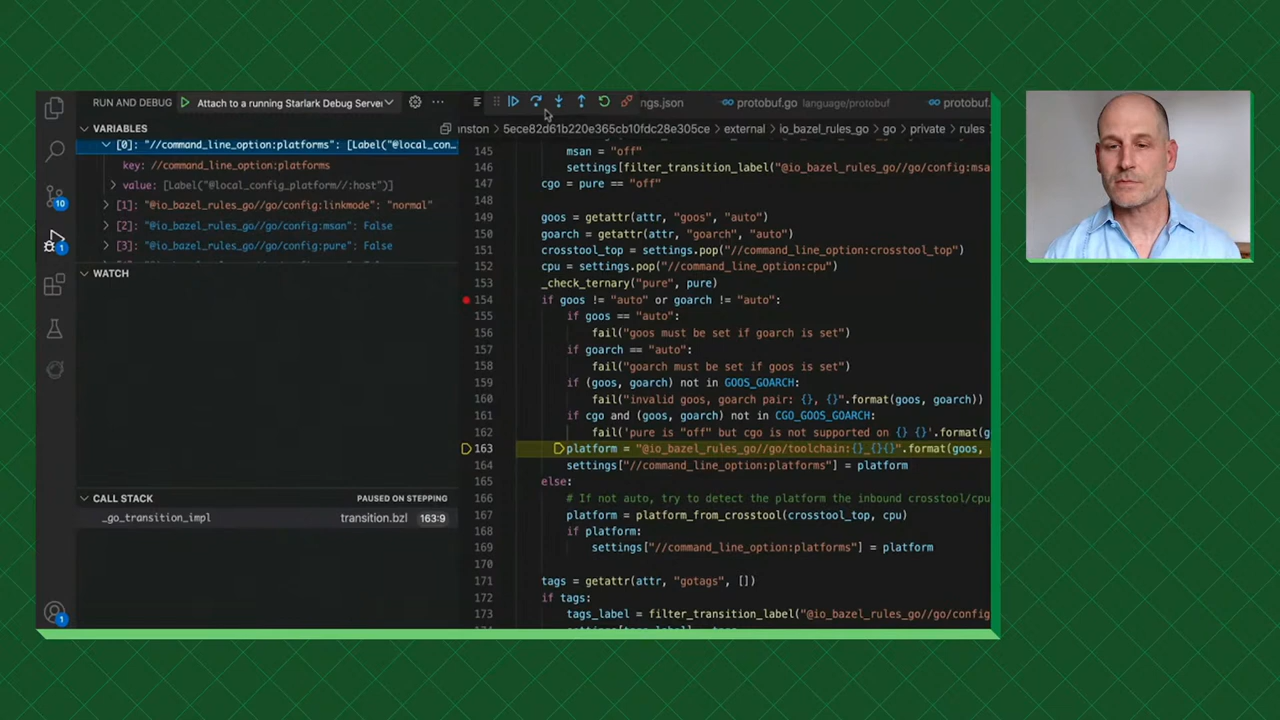 RUN AND DEBUG Attach to a running Starlark Debug Server ngs.json protobuf.go language/protobuf protobuf.
VARIABLES
nston > 5ece82d61b220e365cb10fdc28e305ce > external > io_bazel_rules_go > go > private > rules
[0]: "//command_line_option:platforms": [Label("@local_con…
key: //command_line_option:platforms
value: [Label("@local_config_platform//:host")]
[1]: "@io_bazel_rules_go//go/config:linkmode": "normal"
[2]: "@io_bazel_rules_go//go/config:msan": False
[3]: "@io_bazel_rules_go//go/config:pure": False
WATCH
CALL STACK PAUSED ON STEPPING
_go_transition_impl transition.bzl 163:9
10
1
1
145 msan = "off"
146 settings[filter_transition_label("@io_bazel_rules_go//go/config:msa
147 cgo = pure == "off"
148
149 goos = getattr(attr, "goos", "auto")
150 goarch = getattr(attr, "goarch", "auto")
151 crosstool_top = settings.pop("//command_line_option:crosstool_top")
152 cpu = settings.pop("//command_line_option:cpu")
153 _check_ternary("pure", pure)
154 if goos != "auto" or goarch != "auto":
155 if goos == "auto":
156 fail("goos must be set if goarch is set")
157 if goarch == "auto":
158 fail("goarch must be set if goos is set")
159 if (goos, goarch) not in GOOS_GOARCH:
160 fail("invalid goos, goarch pair: {}, {}".format(goos, goarch))
161 if cgo and (goos, goarch) not in CGO_GOOS_GOARCH:
162 fail('pure is "off" but cgo is not supported on {} {}'.format(g
163 platform = "@io_bazel_rules_go//go/toolchain:{}_{}{}".format(goos,
164 settings["//command_line_option:platforms"] = platform
165 else:
166 # If not auto, try to detect the platform the inbound crosstool/cpu
167 platform = platform_from_crosstool(crosstool_top, cpu)
168 if platform:
169 settings["//command_line_option:platforms"] = platform
170
171 tags = getattr(attr, "gotags", [])
172 if tags:
173 tags_label = filter_transition_label("@io_bazel_rules_go//go/config